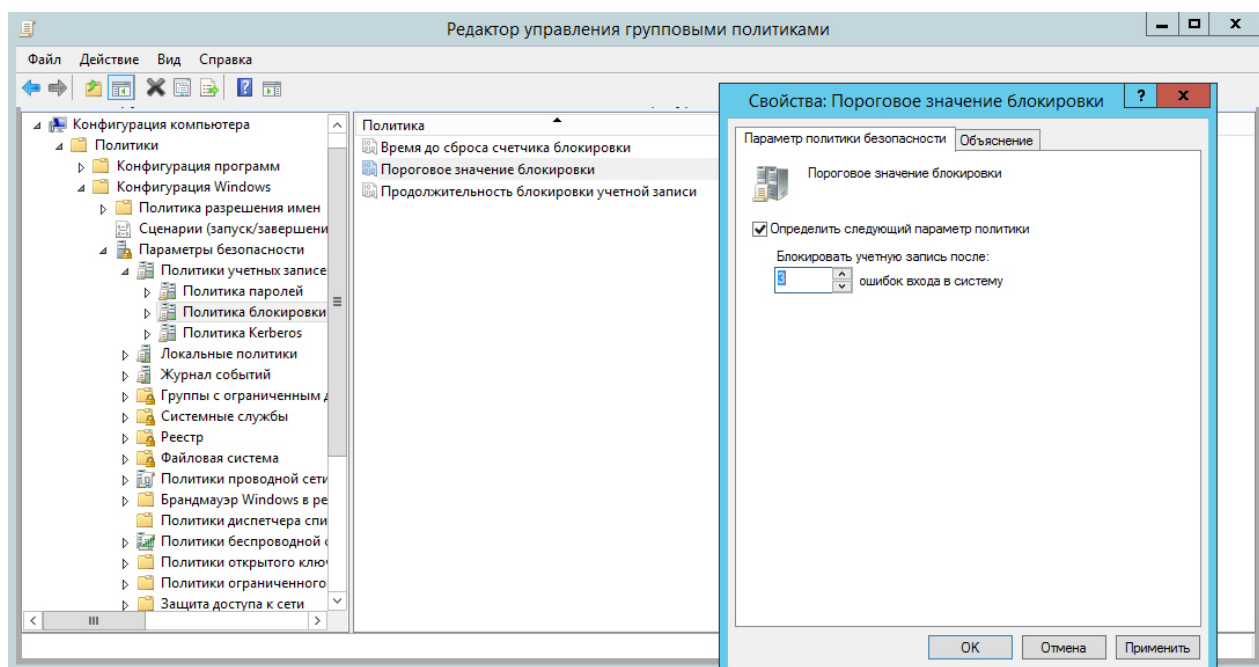 Редактор управления групповыми политиками
Файл Действие Вид Справка
Конфигурация компьютера
Политики
Конфигурация программ
Конфигурация Windows
Политика разрешения имен
Сценарии (запуск/завершени
Параметры безопасности
Политики учетных записе
Политика паролей
Политика блокировки
Политика Kerberos
Локальные политики
Журнал событий
Группы с ограниченным д
Системные службы
Реестр
Файловая система
Политики проводной сети
Брандмауэр Windows в ре
Политики диспетчера спи
Политики беспроводной с
Политики открытого ключ
Политики ограниченного
Защита доступа к сети
Политика
Время до сброса счетчика блокировки
Пороговое значение блокировки
Продолжительность блокировки учетной записи
Свойства: Пороговое значение блокировки
Параметр политики безопасности Объяснение
Пороговое значение блокировки
Определить следующий параметр политики
Блокировать учетную запись после:
3 ошибок входа в систему
OK Отмена Применить